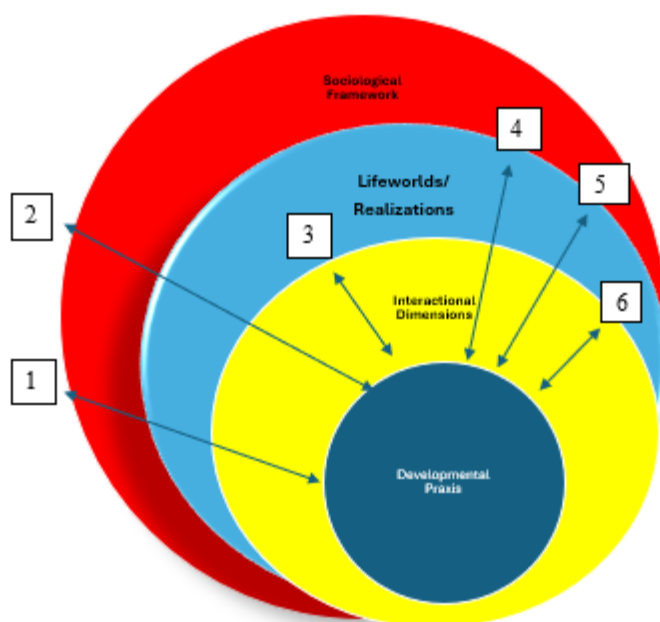 Sociological
Framework
4
Lifeworlds/
Realizations
5
2
3
Interactional
Dimensions
6
1
Developmental
Praxis